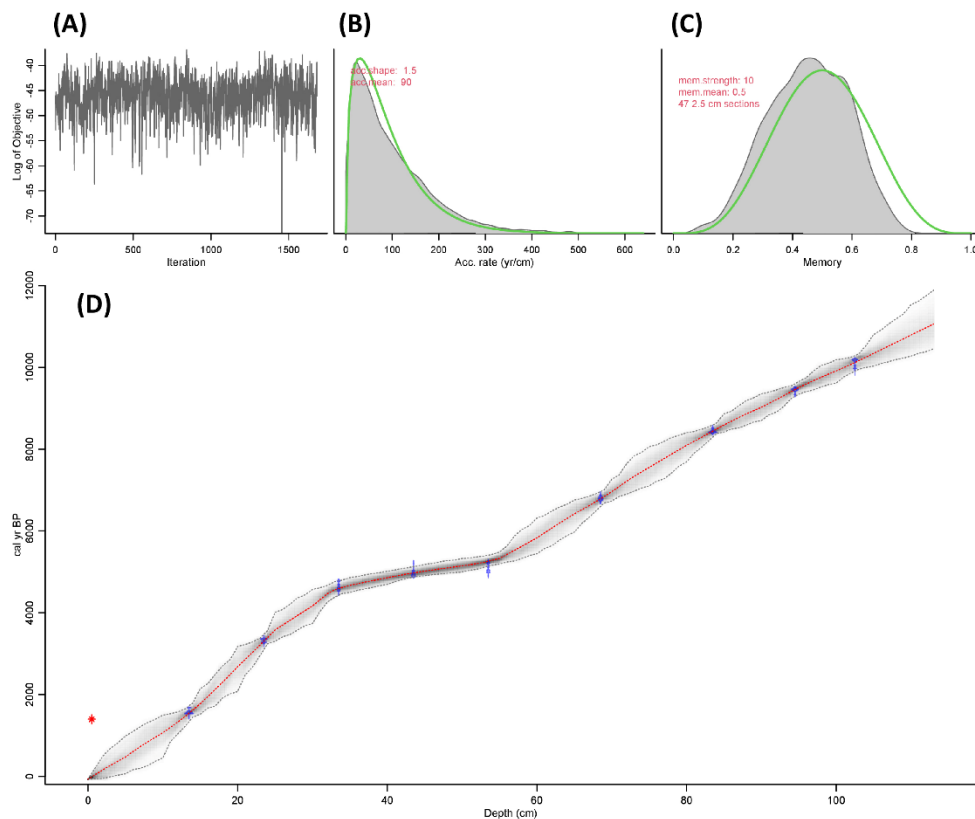 (A)
Log of Objective
-40
-45
-50
-55
-60
-65
-70
0
500
1000
1500
Iteration
(B)
acc.shape: 1.5
acc.mean: 90
0
100
200
300
400
500
600
Acc. rate (yr/cm)
(C)
mem.strength: 10
mem.mean: 0.5
47 2.5 cm sections
0.0
0.2
0.4
0.6
0.8
1.0
Memory
(D)
cal yr BP
12000
10000
8000
6000
4000
2000
0
0
20
40
60
80
100
Depth (cm)